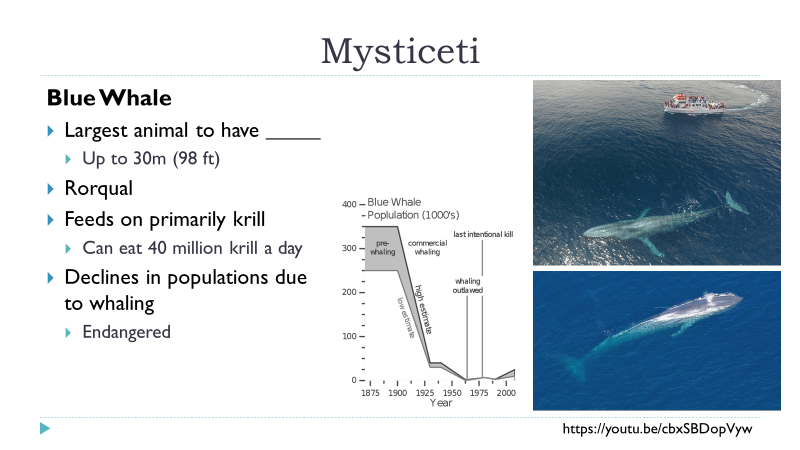 Mysticeti
Blue Whale
Largest animal to have _____
Up to 30m (98 ft)
Rorqual
Feeds on primarily krill
Can eat 40 million krill a day
Declines in populations due
to whaling
Endangered
Blue Whale
Poplulation (1000's)
400
300
200
100
0
pre-
whaling
commercial
whaling
last intentional kill
whaling
outlawed
high estimate
low estimate
1875 1900 1925 1950 1975 2000
Year
https://youtu.be/cbxSBDopVyw